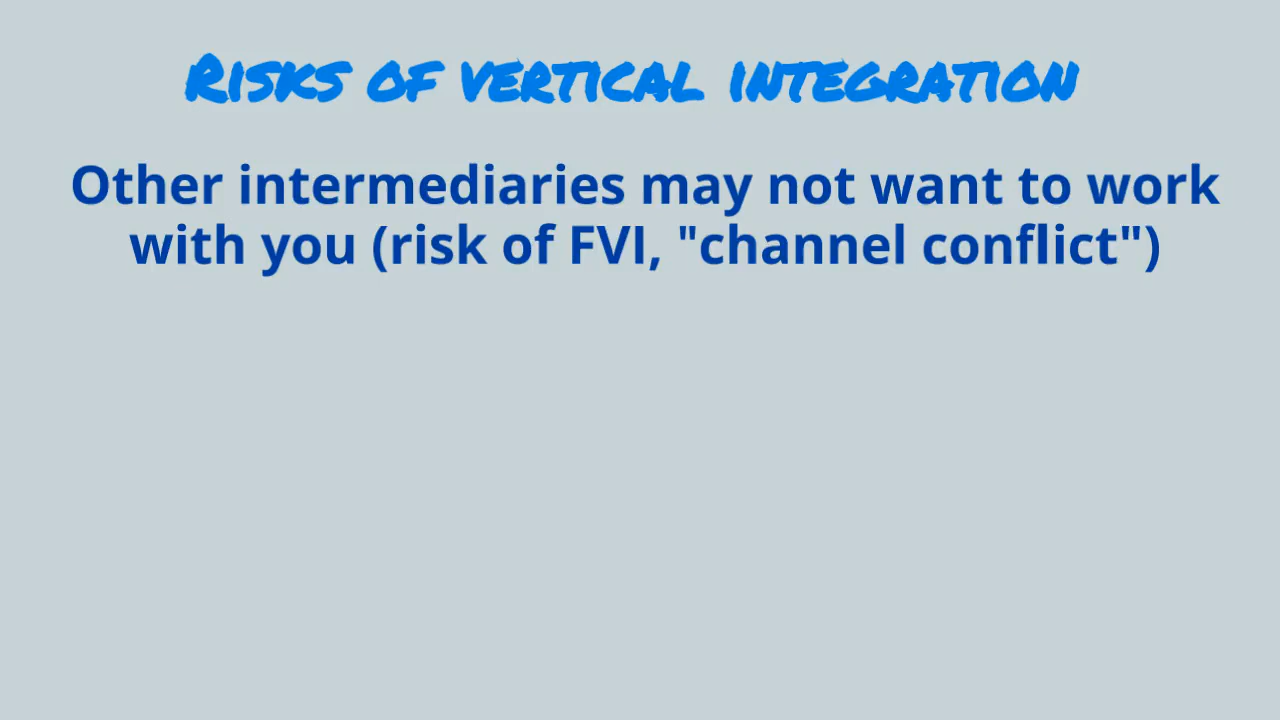 Risks of vertical integration
Other intermediaries may not want to work
with you (risk of FVI, "channel conflict")